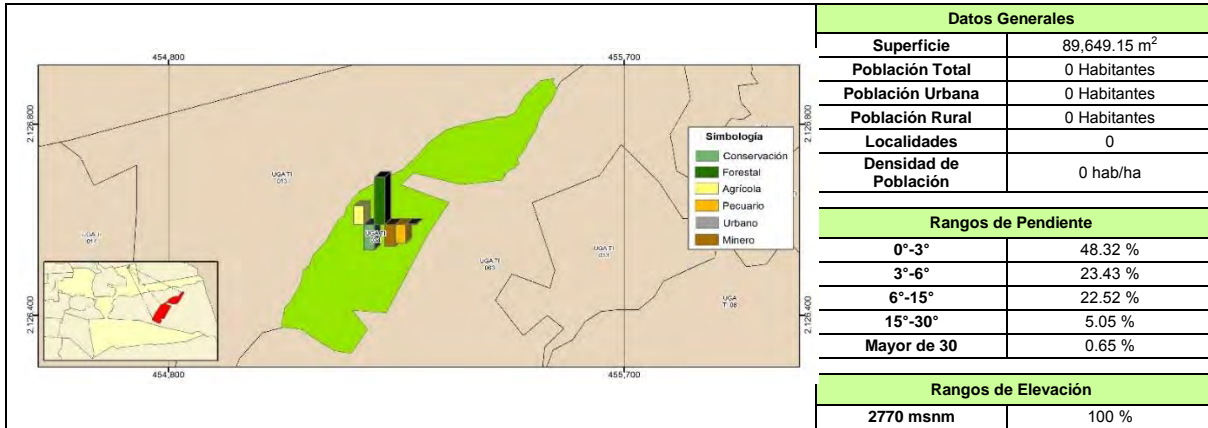 454,800
455,700
2,126,800
2,126,800
2,126,400
2,126,400
454,800
455,700
UGATI
UGATI
UGATI
UGATI
UGA
Simbología
Conservación
Forestal
Agrícola
Pecuario
Urbano
Minero
Datos Generales
Superficie 89,649.15 m²
Población Total 0 Habitantes
Población Urbana 0 Habitantes
Población Rural 0 Habitantes
Localidades 0
Densidad de
Población 0 hab/ha
Rangos de Pendiente
0°-3° 48.32 %
3°-6° 23.43 %
6°-15° 22.52 %
15°-30° 5.05 %
Mayor de 30 0.65 %
Rangos de Elevación
2770 msnm 100 %